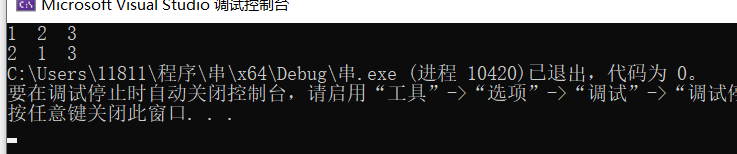 Microsoft Visual Studio 调试控制台
1 2 3
2 1 3
C:\Users\11811\程序\串\x64\Debug\串.exe (进程 10420)已退出，代码为 0。
要在调试停止时自动关闭控制台，请启用“工具”->“选项”->“调试”->“调试停
按任意键关闭此窗口. . .